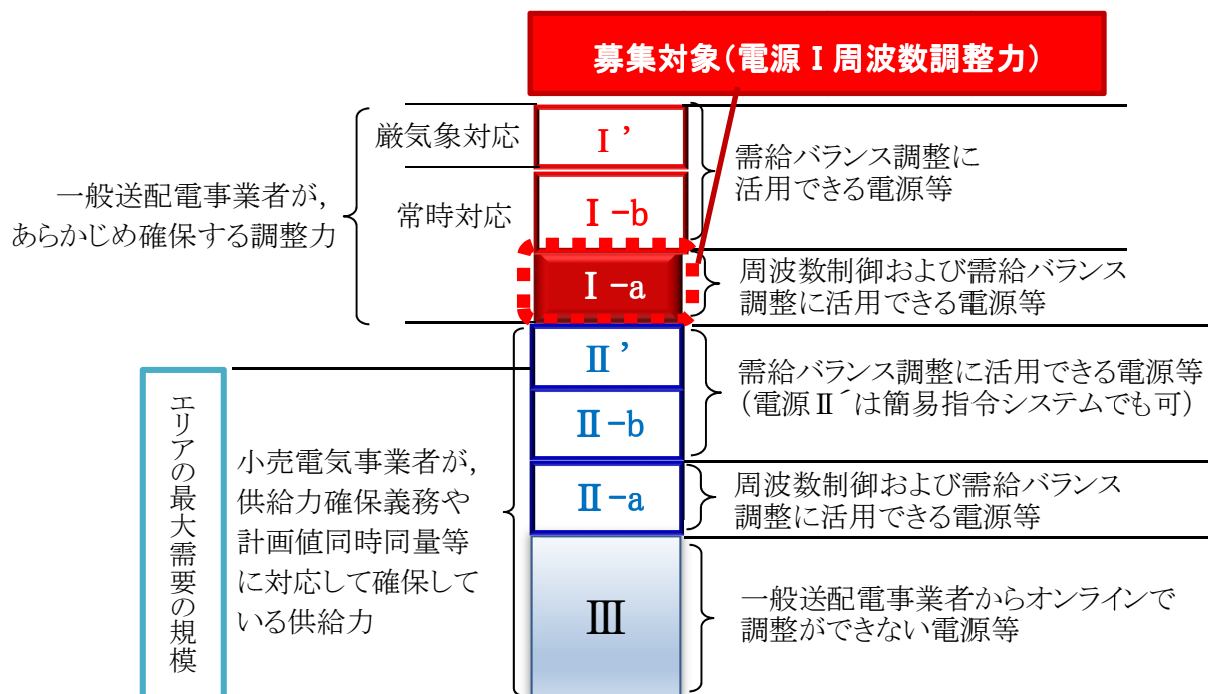 募集対象(電源Ⅰ周波数調整力)
厳気象対応
常時対応
一般送配電事業者が,
あらかじめ確保する調整力
Ⅰ’
Ⅰ-b
Ⅰ-a
需給バランス調整に
活用できる電源等
周波数制御および需給バランス
調整に活用できる電源等
Ⅱ’
Ⅱ-b
Ⅱ-a
Ⅲ
需給バランス調整に活用できる電源等
(電源Ⅱ´は簡易指令システムでも可)
周波数制御および需給バランス
調整に活用できる電源等
一般送配電事業者からオンラインで
調整ができない電源等
エリアの最大需要の規模
小売電気事業者が,
供給力確保義務や
計画値同時同量等
に対応して確保して
いる供給力